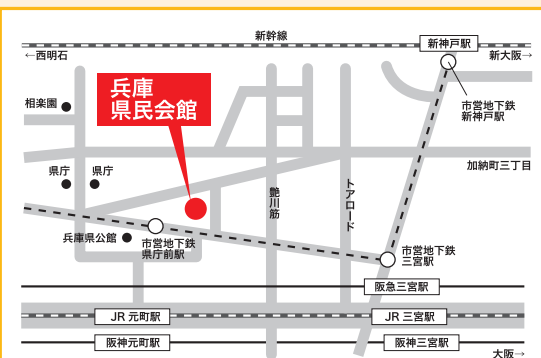 新幹線
新神戸駅
←西明石
新大阪→
兵庫
県民会館
相楽園
市営地下鉄
新神戸駅
加納町三丁目
県庁
県庁
鯉川筋
トアロード
兵庫県公館
市営地下鉄
県庁前駅
市営地下鉄
三宮駅
阪急三宮駅
JR 元町駅
JR 三宮駅
阪神元町駅
阪神三宮駅
大阪→